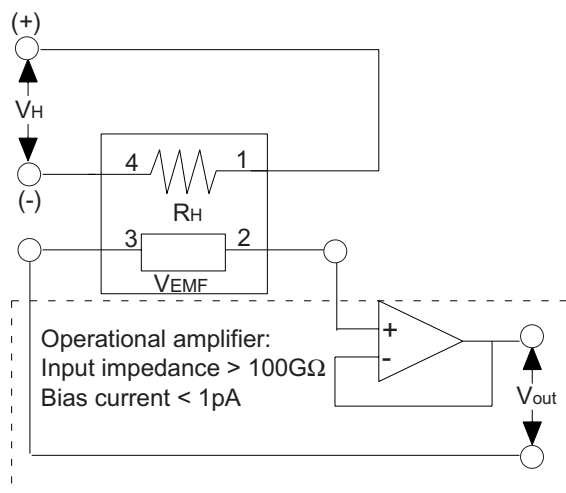 (+)
VH
(-)
4 1
RH
3 2
VEMF
Operational amplifier:
Input impedance > 100GΩ
Bias current < 1pA
+
-
Vout